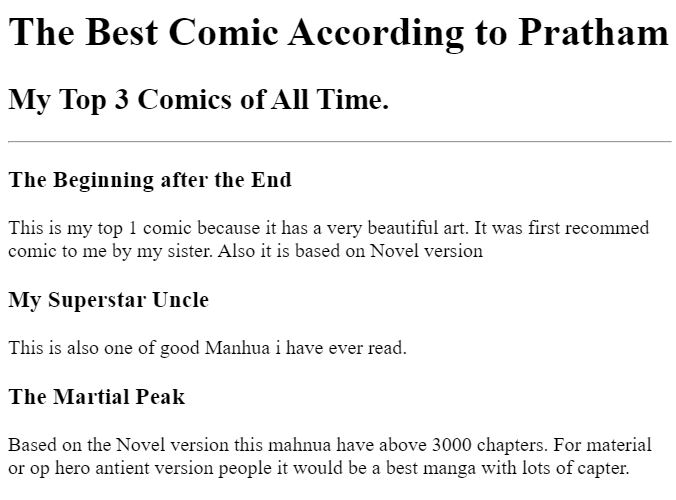 The Best Comic According to Pratham
My Top 3 Comics of All Time.
The Beginning after the End
This is my top 1 comic because it has a very beautiful art. It was first recommed
comic to me by my sister. Also it is based on Novel version
My Superstar Uncle
This is also one of good Manhua i have ever read.
The Martial Peak
Based on the Novel version this mahnua have above 3000 chapters. For material
or op hero antient version people it would be a best manga with lots of capter.